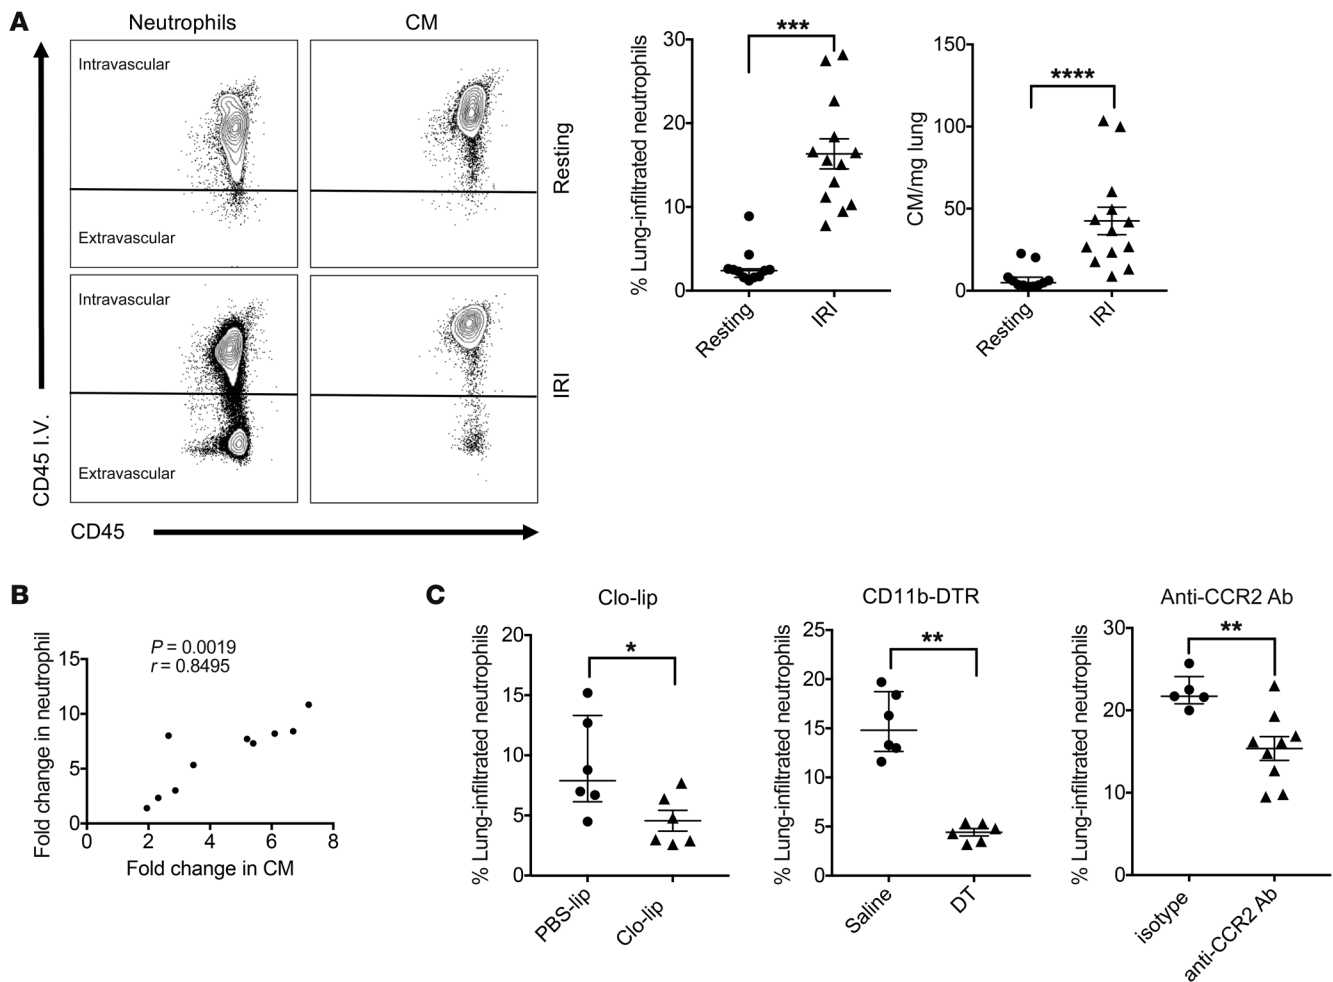 A
Neutrophils
CM
Intravascular
Extravascular
Resting
Intravascular
Extravascular
IRI
CD45 I.V.
CD45
% Lung-infiltrated neutrophils
30
20
10
0
***
Resting
IRI
CM/mg lung
150
100
50
0
****
Resting
IRI
B
P = 0.0019
r = 0.8495
Fold change in neutrophil
15
10
5
0
0
2
4
6
8
Fold change in CM
C
Clo-lip
% Lung-infiltrated neutrophils
20
15
10
5
0
*
PBS-lip
Clo-lip
CD11b-DTR
% Lung-infiltrated neutrophils
25
20
15
10
5
0
**
Saline
DT
Anti-CCR2 Ab
% Lung-infiltrated neutrophils
30
20
10
0
**
isotype
anti-CCR2 Ab